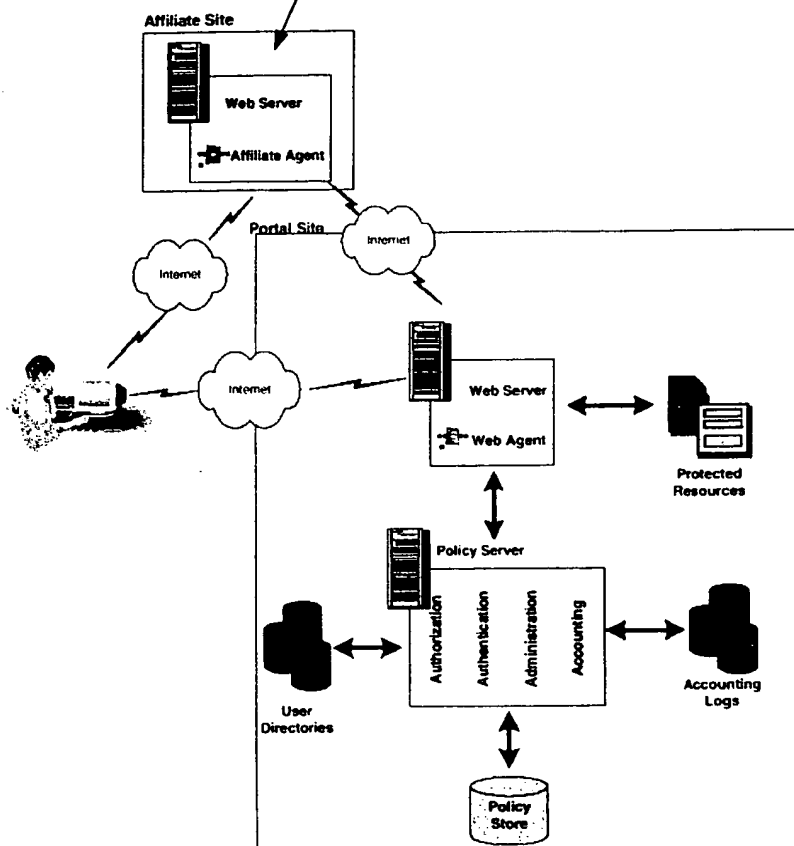 Affiliate Site
Web Server
Affiliate Agent
Portal Site
Internet
Internet
Internet
Web Server
Web Agent
Protected
Resources
Policy Server
Authorization
Authentication
Administration
Accounting
User
Directories
Accounting
Logs
Policy
Store